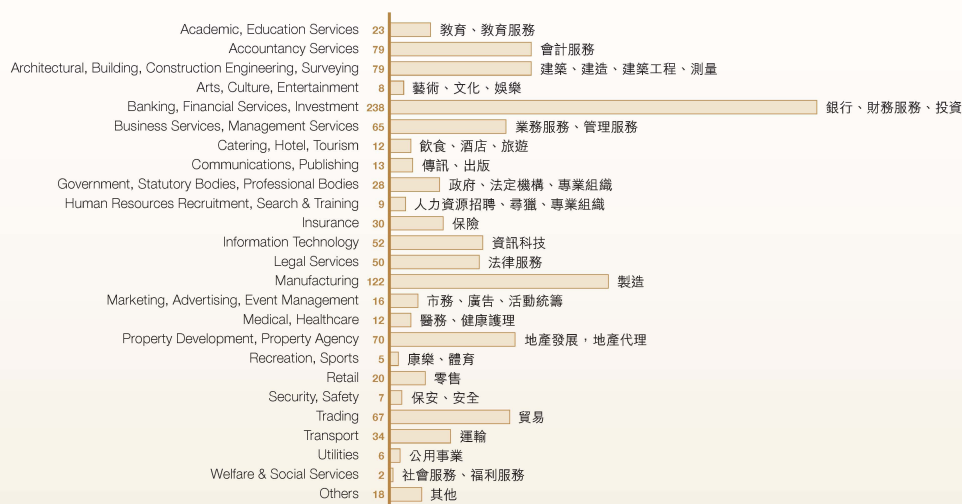 Academic, Education Services 23 教育、教育服務
Accountancy Services 79 會計服務
Architectural, Building, Construction Engineering, Surveying 79 建築、建造、建築工程、測量
Arts, Culture, Entertainment 8 藝術、文化、娛樂
Banking, Financial Services, Investment 238 銀行、財務服務、投資
Business Services, Management Services 65 業務服務、管理服務
Catering, Hotel, Tourism 12 飲食、酒店、旅遊
Communications, Publishing 13 傳訊、出版
Government, Statutory Bodies, Professional Bodies 28 政府、法定機構、專業組織
Human Resources Recruitment, Search & Training 9 人力資源招聘、尋獵、專業組織
Insurance 30 保險
Information Technology 52 資訊科技
Legal Services 50 法律服務
Manufacturing 122 製造
Marketing, Advertising, Event Management 16 市務、廣告、活動統籌
Medical, Healthcare 12 醫務、健康護理
Property Development, Property Agency 70 地產發展，地產代理
Recreation, Sports 5 康樂、體育
Retail 20 零售
Security, Safety 7 保安、安全
Trading 67 貿易
Transport 34 運輸
Utilities 6 公用事業
Welfare & Social Services 2 社會服務、福利服務
Others 18 其他